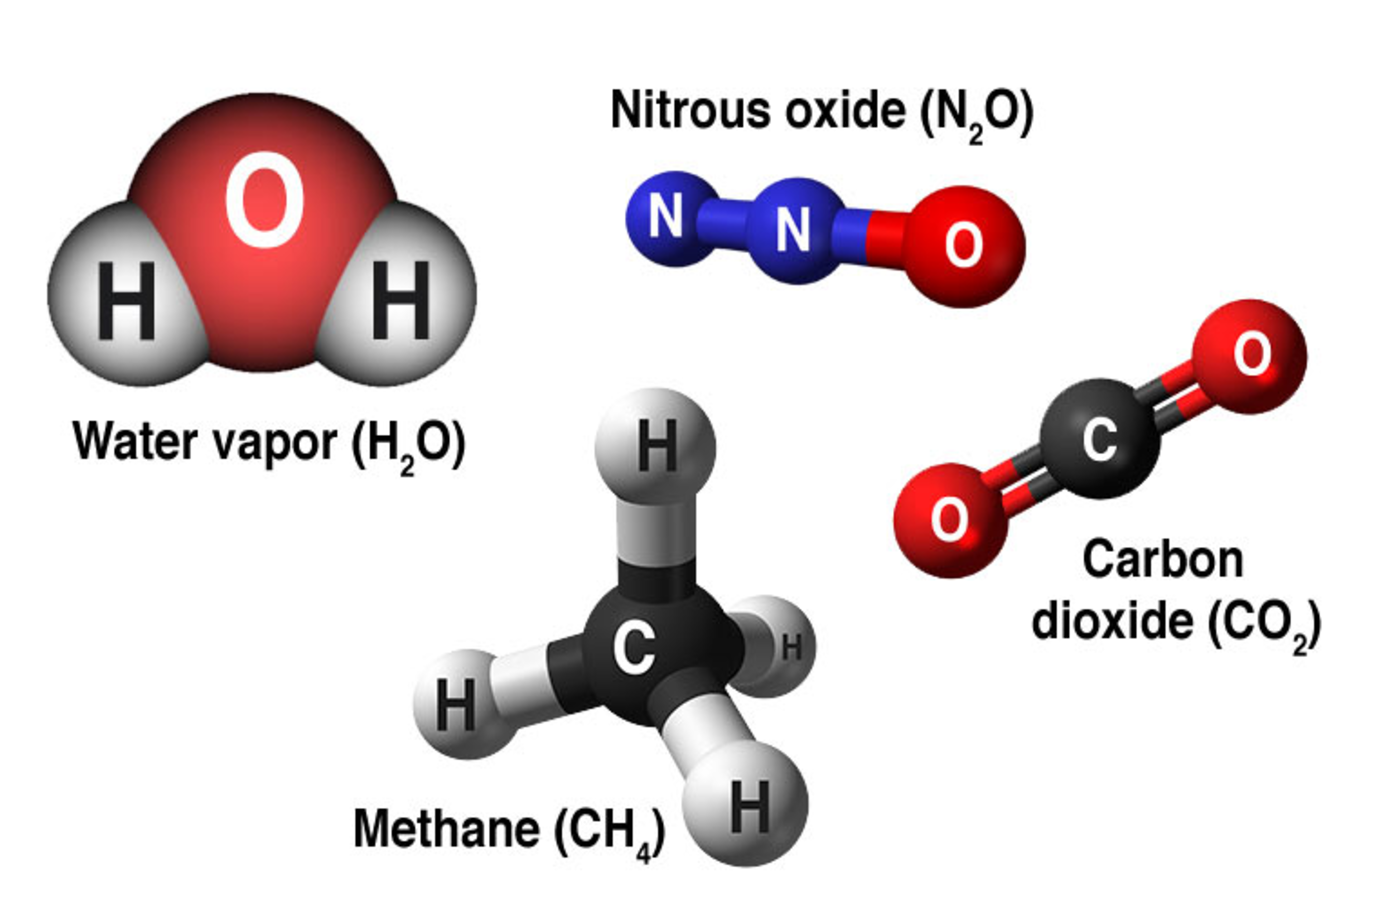 Nitrous oxide (N₂O)
N N O
O
H H
Water vapor (H₂O)
O
C
O
Carbon
dioxide (CO₂)
H
C
H
H
H
Methane (CH₄)